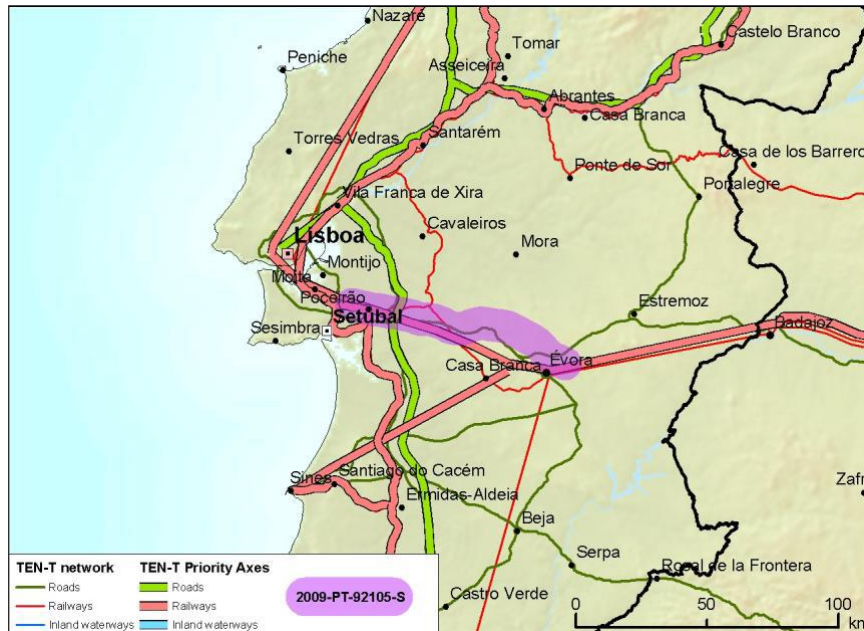 Nazaré
Castelo Branco
Tomar
Peniche
Asseiceira
Abrantes
Casa Branca
Torres Vedras
Santarém
Casa de los Barrero
Ponte de Sor
Portalegre
Vila Franca de Xira
Cavaleiros
Lisboa
Mora
Montijo
Moita
Poceirão
Estremoz
Setúbal
Sesimbra
Badajoz
Évora
Casa Branca
Santiago do Cacém
Sines
Zafr
Ermidas-Aldeia
Beja
Serpa
Rosal de la Frontera
Castro Verde
TEN-T network
Roads
Railways
Inland waterways
TEN-T Priority Axes
Roads
Railways
Inland waterways
2009-PT-92105-S
0 50 100
km